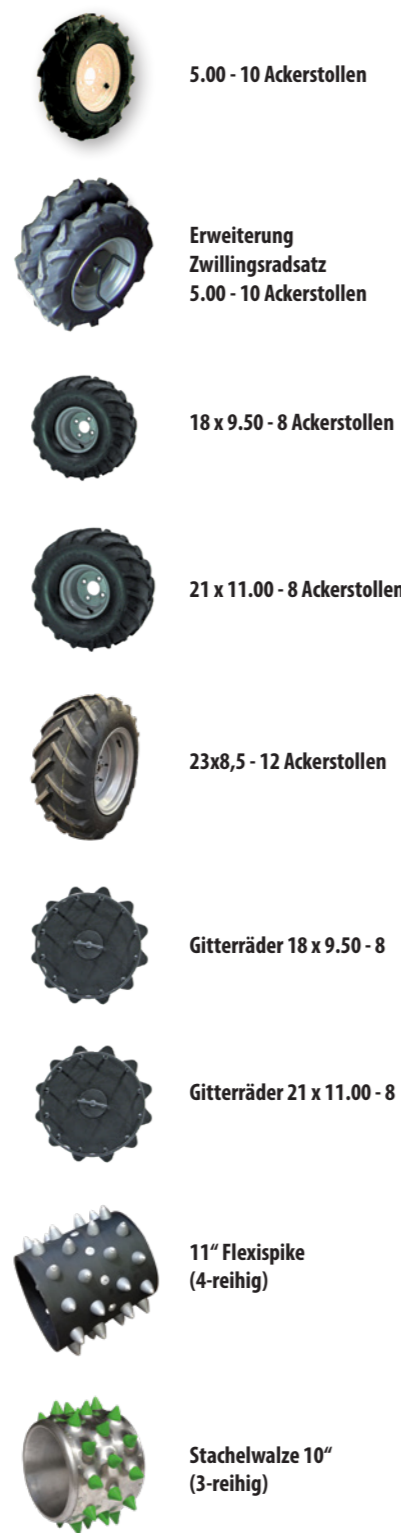 5.00 - 10 Ackerstollen
Erweiterung
Zwillingsradsatz
5.00 - 10 Ackerstollen
18 x 9.50 - 8 Ackerstollen
21 x 11.00 - 8 Ackerstollen
23x8,5 - 12 Ackerstollen
Gitterräder 18 x 9.50 - 8
Gitterräder 21 x 11.00 - 8
11“ Flexispike
(4-reihig)
Stachelwalze 10“
(3-reihig)